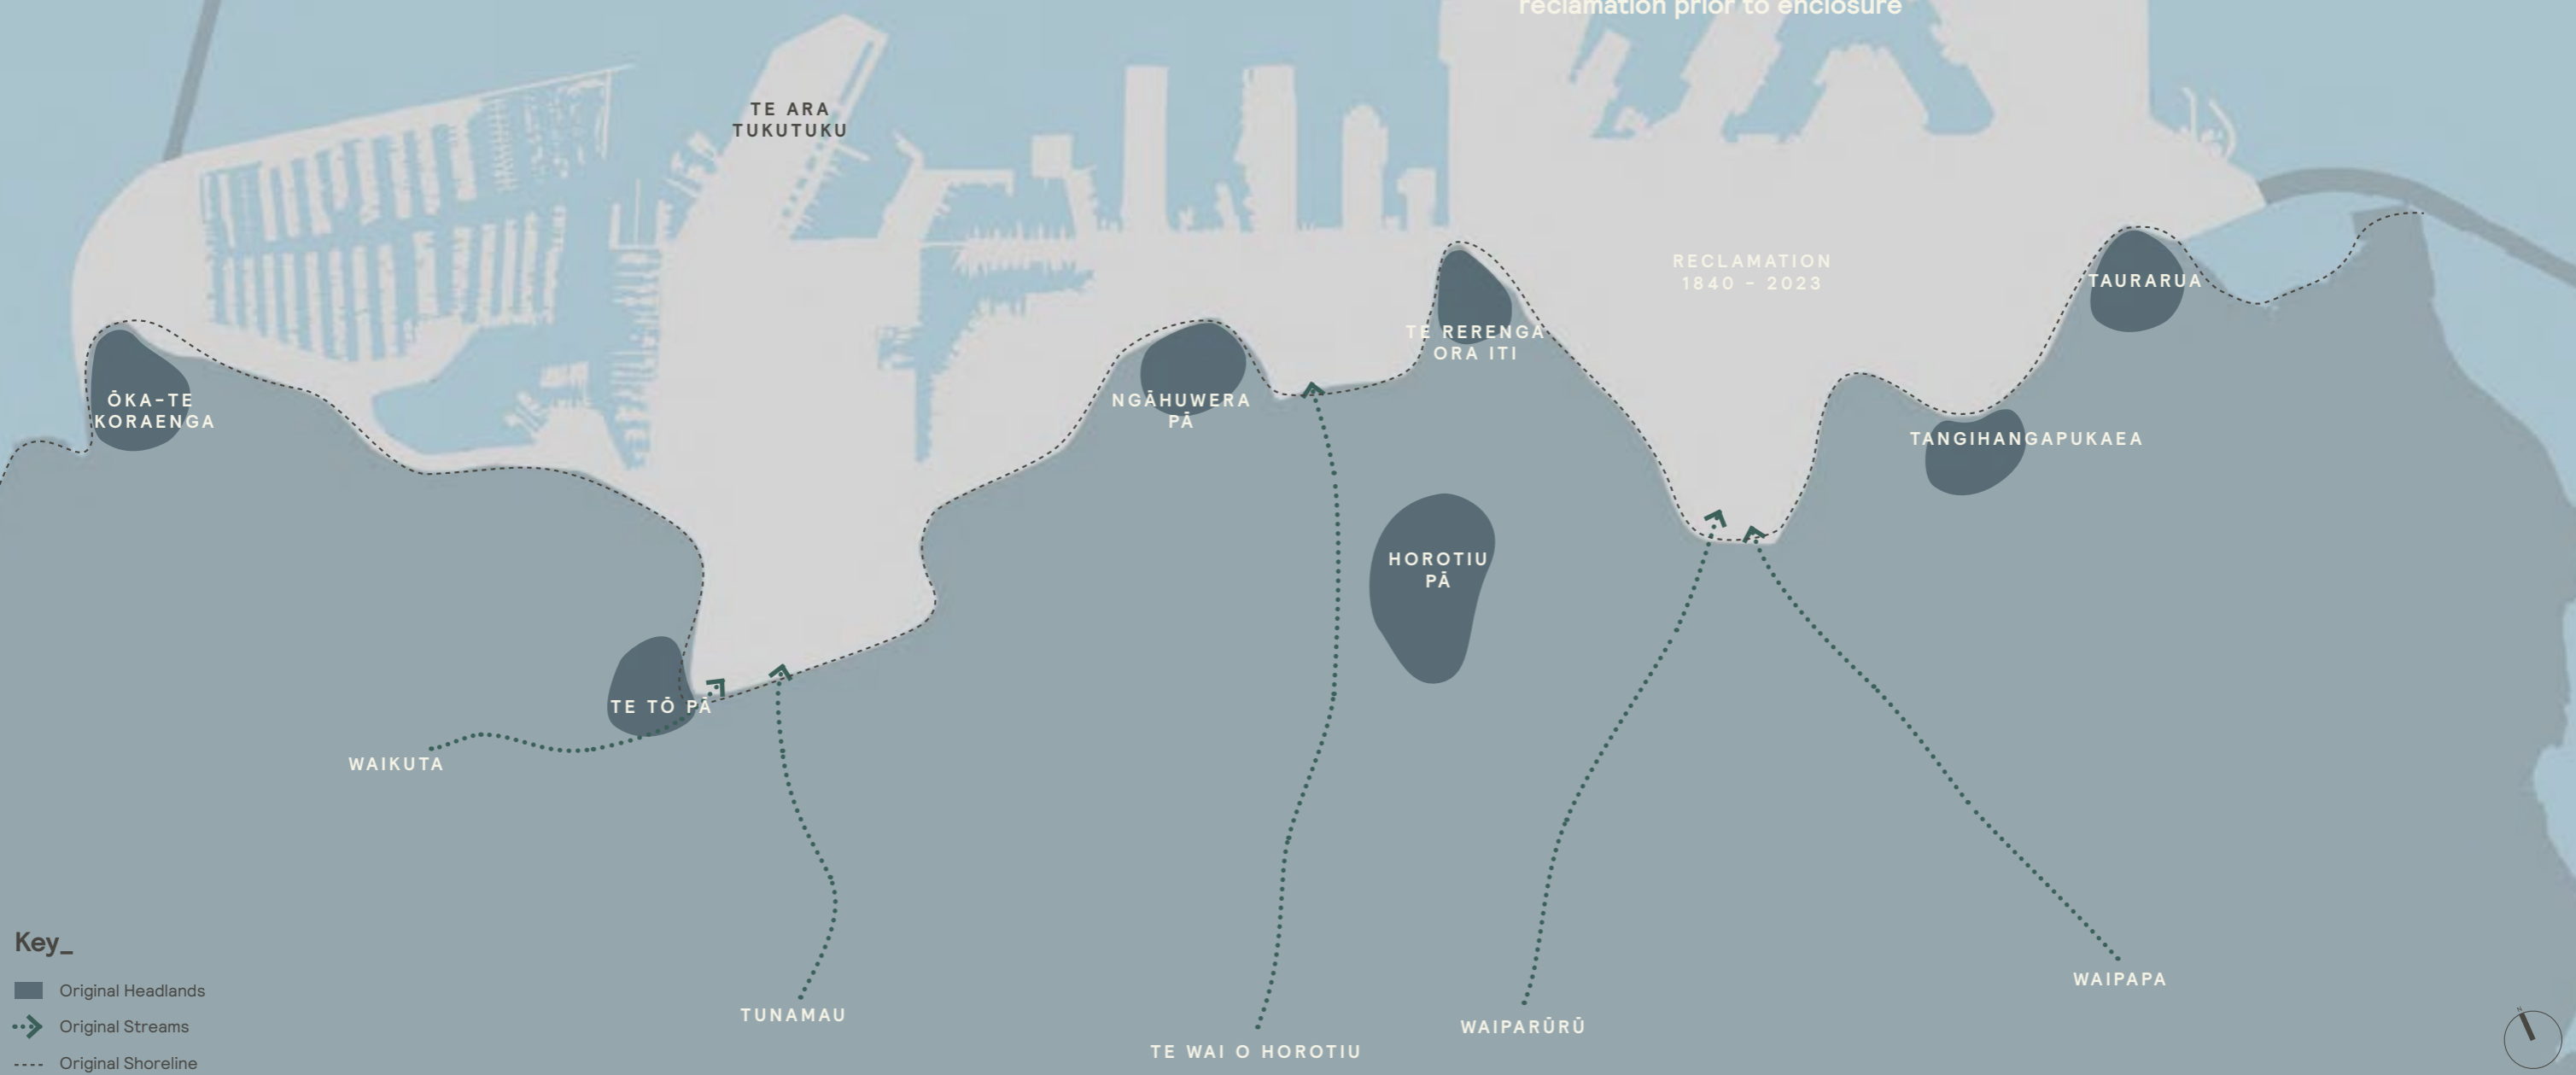 reclamation prior to enclosure
TE ARA
TUKUTUKU
RECLAMATION
1840 – 2023
TAURARUA
TE RERENGA
ORA ITI
ŌKA-TE
KORAENGA
NGĀHUWERA
PĀ
TANGIHANGAPUKAEA
HOROTIU
PĀ
TE TŌ PĀ
WAIKUTA
WAIPAPA
TUNAMAU
WAIPARŪRŪ
TE WAI O HOROTIU
Key_
Original Headlands
Original Streams
Original Shoreline